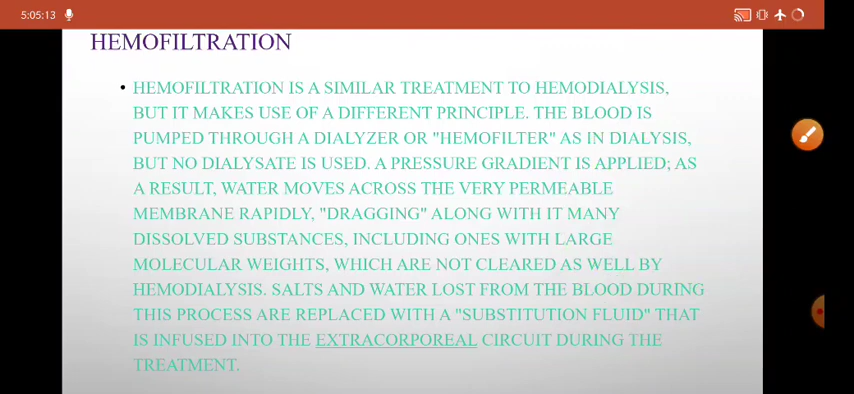 5:05:13
HEMOFILTRATION
• HEMOFILTRATION IS A SIMILAR TREATMENT TO HEMODIALYSIS,
BUT IT MAKES USE OF A DIFFERENT PRINCIPLE. THE BLOOD IS
PUMPED THROUGH A DIALYZER OR "HEMOFILTER" AS IN DIALYSIS,
BUT NO DIALYSATE IS USED. A PRESSURE GRADIENT IS APPLIED; AS
A RESULT, WATER MOVES ACROSS THE VERY PERMEABLE
MEMBRANE RAPIDLY, "DRAGGING" ALONG WITH IT MANY
DISSOLVED SUBSTANCES, INCLUDING ONES WITH LARGE
MOLECULAR WEIGHTS, WHICH ARE NOT CLEARED AS WELL BY
HEMODIALYSIS. SALTS AND WATER LOST FROM THE BLOOD DURING
THIS PROCESS ARE REPLACED WITH A "SUBSTITUTION FLUID" THAT
IS INFUSED INTO THE EXTRACORPOREAL CIRCUIT DURING THE
TREATMENT.